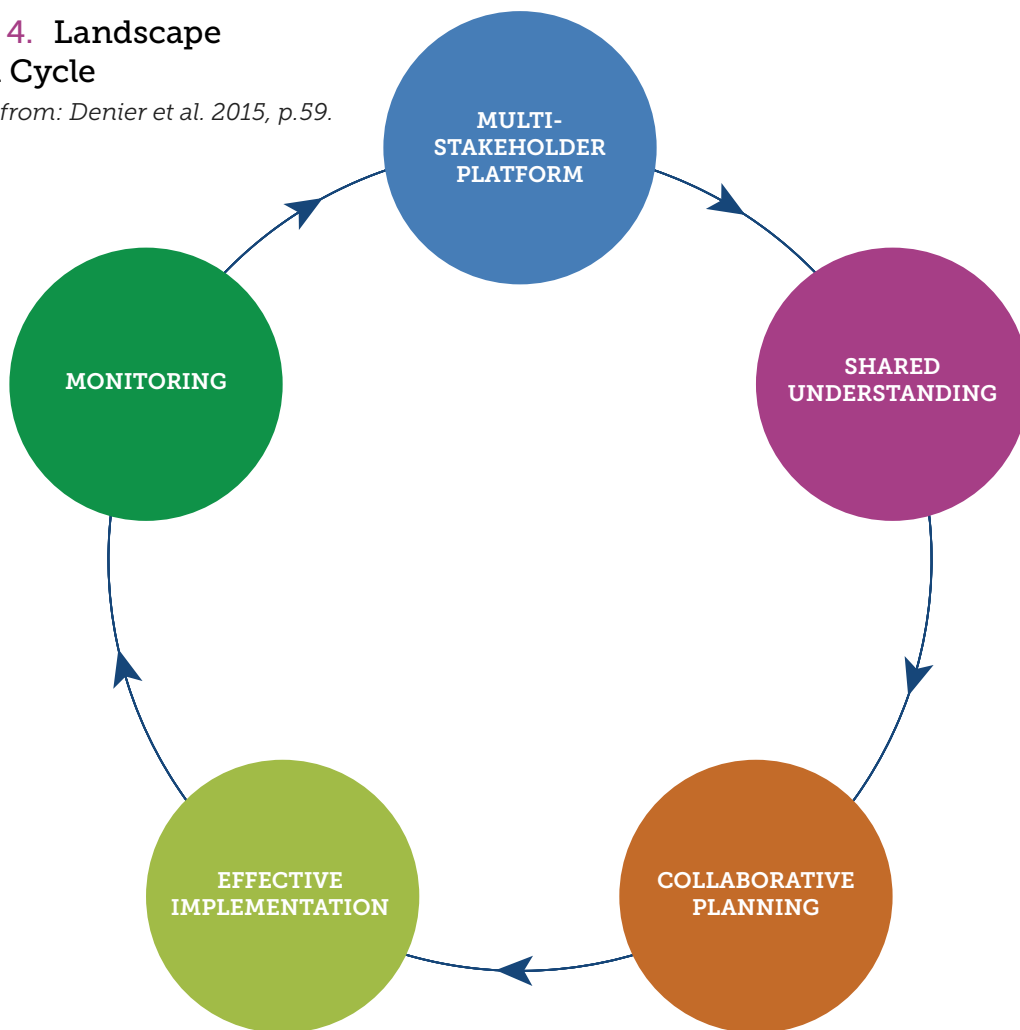 4. Landscape
Cycle
from: Denier et al. 2015, p.59.
MULTI-
STAKEHOLDER
PLATFORM
SHARED
UNDERSTANDING
COLLABORATIVE
PLANNING
EFFECTIVE
IMPLEMENTATION
MONITORING